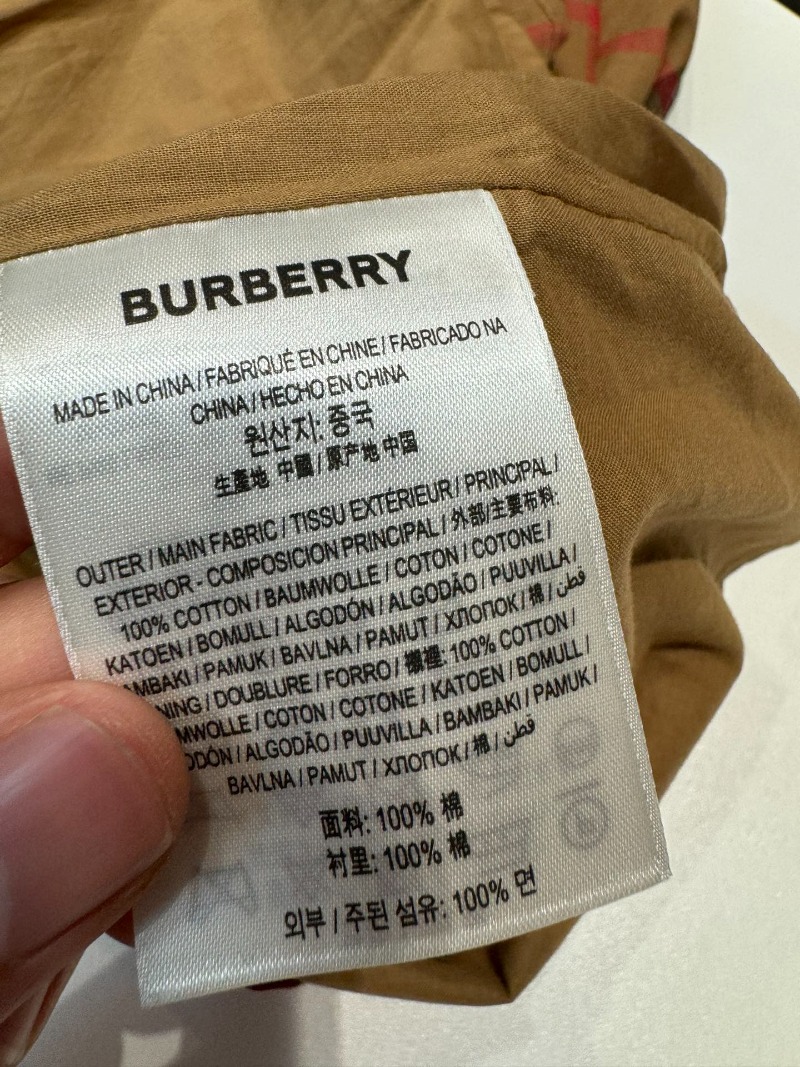 BURBERRY
MADE IN CHINA / FABRIQUÉ EN CHINE / FABRICADO NA
CHINA / HECHO EN CHINA
원산지: 중국
生產地 中國 / 原产地 中国
OUTER / MAIN FABRIC / TISSU EXTÉRIEUR / PRINCIPAL /
EXTERIOR - COMPOSICION PRINCIPAL / 外部/主要布料:
100% COTTON / BAUMWOLLE / COTON / COTONE /
KATOEN / BOMULL / ALGODÓN / ALGODÃO / PUUVILLA /
BAMBAKI / PAMUK / BAVLNA / PAMUT / ХЛОПОК / 棉 / قطن
/ DOUBLURE / FORRO / 襯裡: 100% COTTON /
/ COTON / COTONE / KATOEN / BOMULL /
/ ALGODÃO / PUUVILLA / BAMBAKI / PAMUK /
BAVLNA / PAMUT / ХЛОПОК / 棉 / قطن
面料: 100% 棉
衬里: 100% 棉
외부 / 주된 섬유: 100% 면